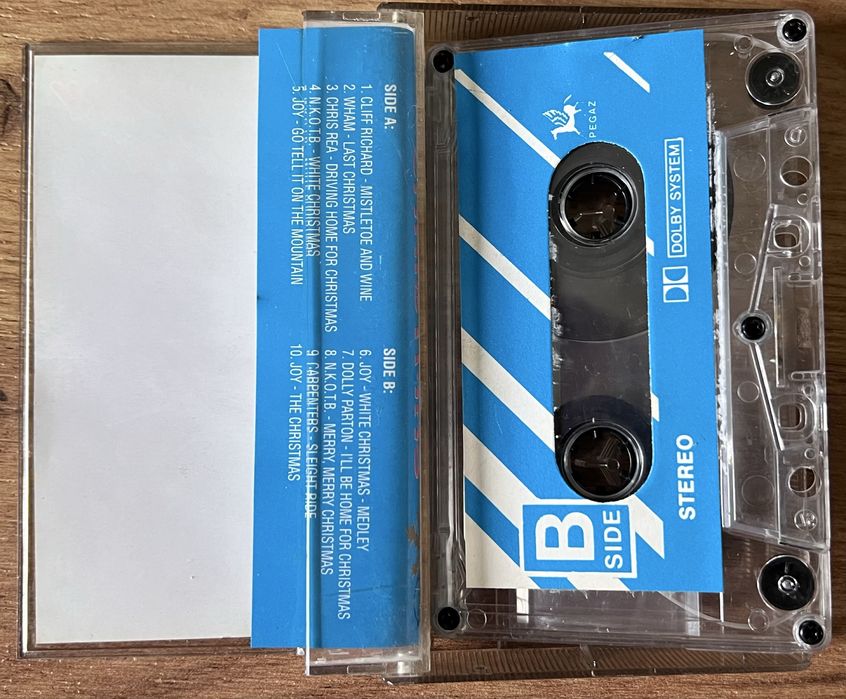 SIDE A:
1. CLIFF RICHARD - MISTLETOE AND WINE
2. WHAM - LAST CHRISTMAS
3. CHRIS REA - DRIVING HOME FOR CHRISTMAS
4. N.K.O.T.B. - WHITE CHRISTMAS
5. JOY - GO TELL IT ON THE MOUNTAIN
SIDE B:
6. JOY - WHITE CHRISTMAS - MEDLEY
7. DOLLY PARTON - I'LL BE HOME FOR CHRISTMAS
8. N.K.O.T.B. - MERRY, MERRY CHRISTMAS
9 CARPENTERS - SLEIGHT RIDE
10. JOY - THE CHRISTMAS
PEGAZ
DOLBY SYSTEM
B
SIDE
STEREO